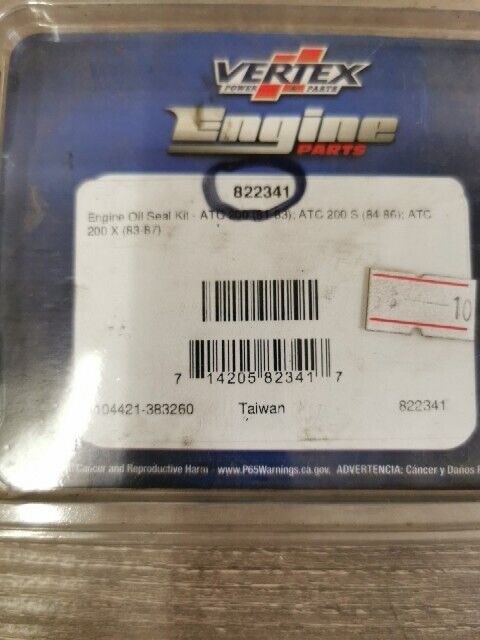 VERTEX
POWER PARTS
Engine
PARTS
822341
Engine Oil Seal Kit - ATC 200 (81-83); ATC 200 S (84-86); ATC
200 X (83-87)
7 14205 82341 7
104421-383260 Taiwan 822341
Cancer and Reproductive Harm - www.P65Warnings.ca.gov. ADVERTENCIA: Cáncer y Daños
10